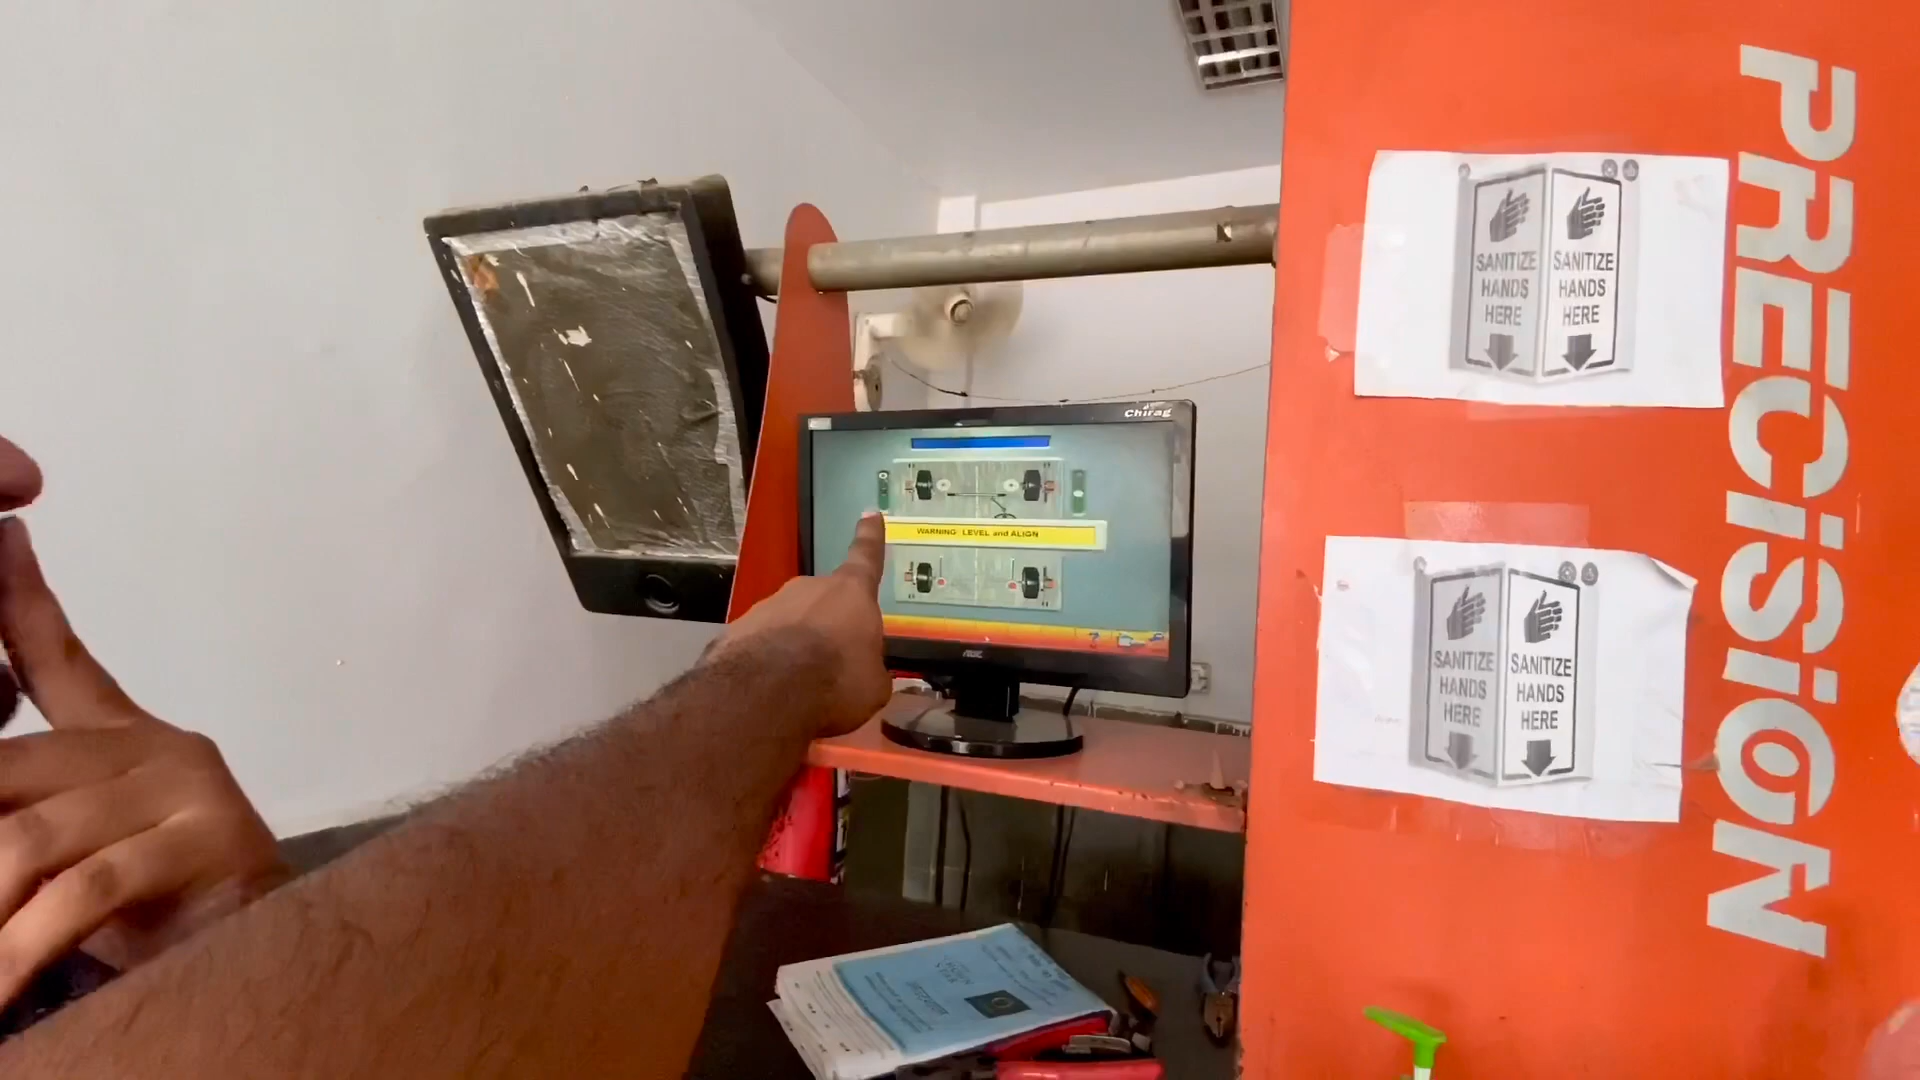 Chirag
WARNING: LEVEL and ALIGN
AOC
?
SANITIZE
HANDS
HERE
SANITIZE
HANDS
HERE
SANITIZE
HANDS
HERE
SANITIZE
HANDS
HERE
PRECiSiON